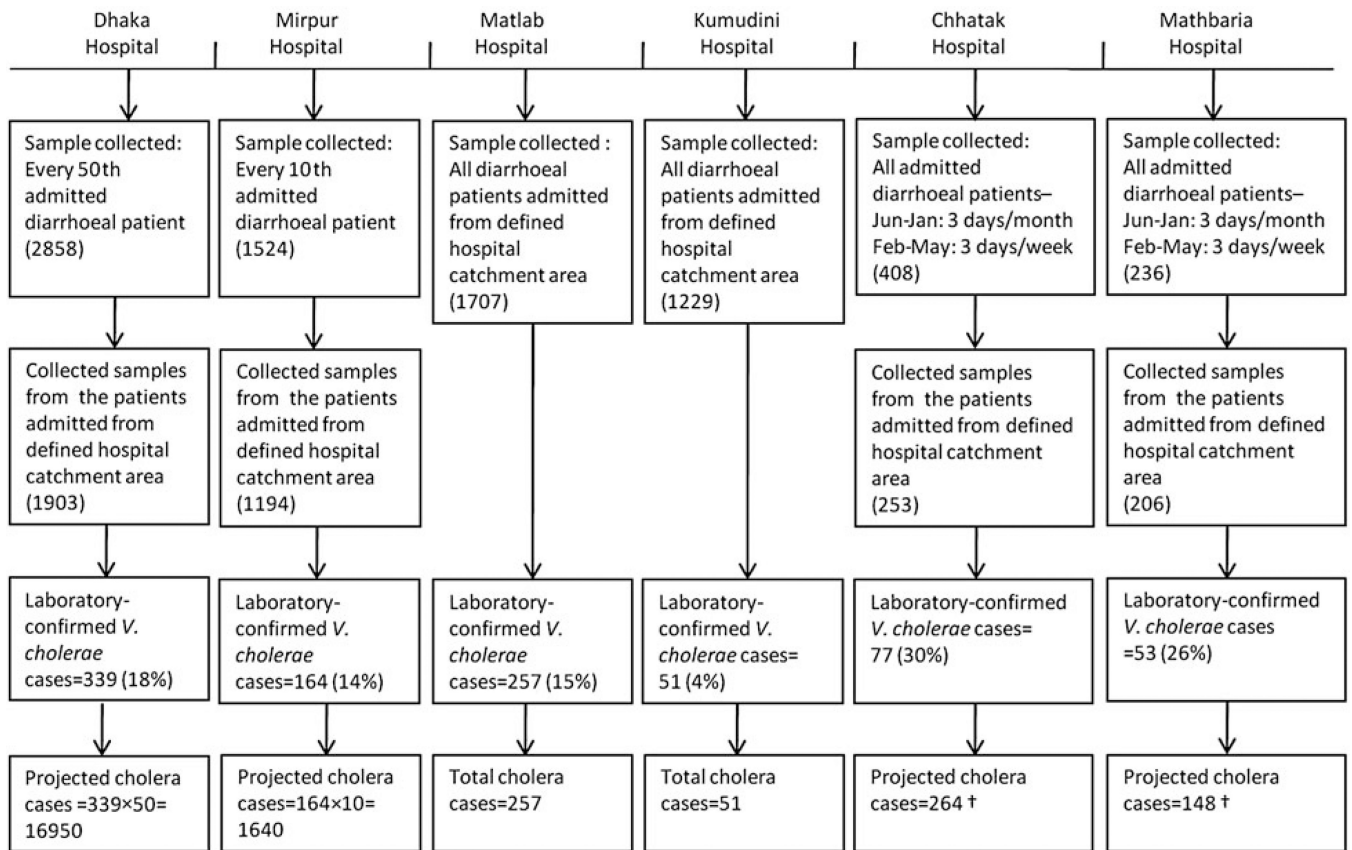 Dhaka
Hospital
Mirpur
Hospital
Matlab
Hospital
Kumudini
Hospital
Chhatak
Hospital
Mathbaria
Hospital
Sample collected:
Every 50th
admitted
diarrhoeal patient
(2858)
Sample collected:
Every 10th
admitted
diarrhoeal patient
(1524)
Sample collected :
All diarrhoeal
patients admitted
from defined
hospital
catchment area
(1707)
Sample collected:
All diarrhoeal
patients admitted
from defined
hospital
catchment area
(1229)
Sample collected:
All admitted
diarrhoeal patients–
Jun-Jan: 3 days/month
Feb-May: 3 days/week
(408)
Sample collected:
All admitted
diarrhoeal patients–
Jun-Jan: 3 days/month
Feb-May: 3 days/week
(236)
Collected samples
from the patients
admitted from
defined hospital
catchment area
(1903)
Collected samples
from the patients
admitted from
defined hospital
catchment area
(1194)
Collected samples
from the patients
admitted from defined
hospital catchment
area
(253)
Collected samples
from the patients
admitted from defined
hospital catchment
area
(206)
Laboratory-
confirmed V.
cholerae
cases=339 (18%)
Laboratory-
confirmed V.
cholerae
cases=164 (14%)
Laboratory-
confirmed V.
cholerae
cases=257 (15%)
Laboratory-
confirmed V.
cholerae cases=
51 (4%)
Laboratory-confirmed
V. cholerae cases=
77 (30%)
Laboratory-confirmed
V. cholerae cases
=53 (26%)
Projected cholera
cases =339×50=
16950
Projected cholera
cases=164×10=
1640
Total cholera
cases=257
Total cholera
cases=51
Projected cholera
cases=264 †
Projected cholera
cases=148 †